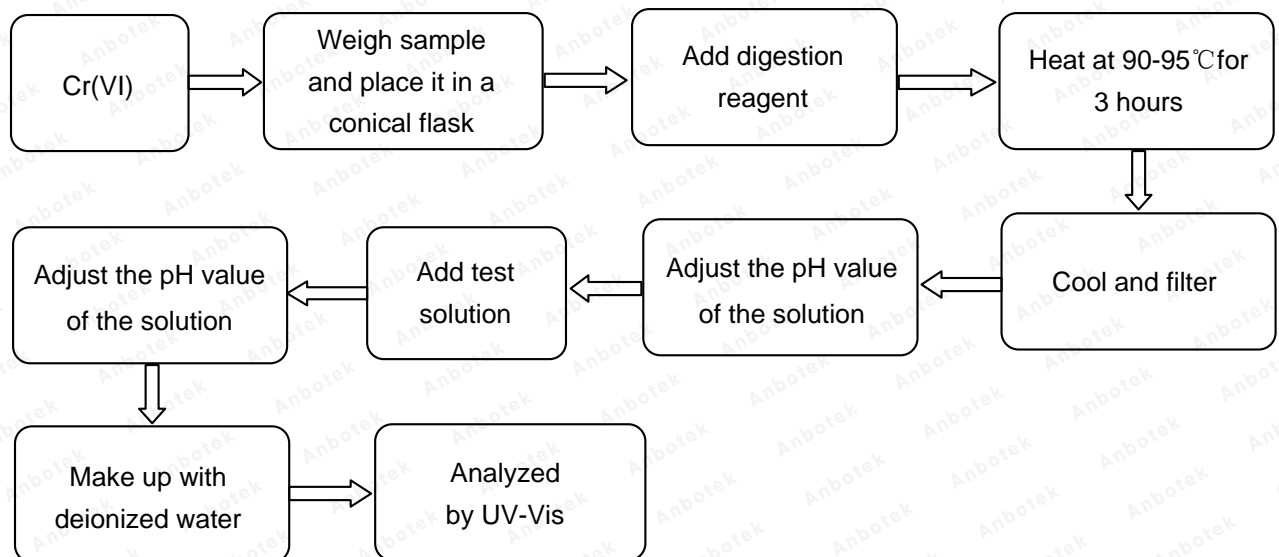 Cr(VI)
Weigh sample
and place it in a
conical flask
Add digestion
reagent
Heat at 90-95℃for
3 hours
Cool and filter
Adjust the pH value
of the solution
Add test
solution
Adjust the pH value
of the solution
Make up with
deionized water
Analyzed
by UV-Vis
Anbotek